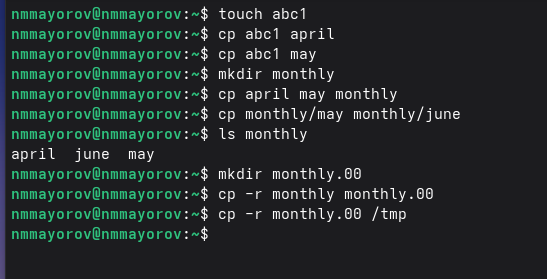 nmmayorov@nmmayorov:~$ touch abc1
nmmayorov@nmmayorov:~$ cp abc1 april
nmmayorov@nmmayorov:~$ cp abc1 may
nmmayorov@nmmayorov:~$ mkdir monthly
nmmayorov@nmmayorov:~$ cp april may monthly
nmmayorov@nmmayorov:~$ cp monthly/may monthly/june
nmmayorov@nmmayorov:~$ ls monthly
april  june  may
nmmayorov@nmmayorov:~$ mkdir monthly.00
nmmayorov@nmmayorov:~$ cp -r monthly monthly.00
nmmayorov@nmmayorov:~$ cp -r monthly.00 /tmp
nmmayorov@nmmayorov:~$